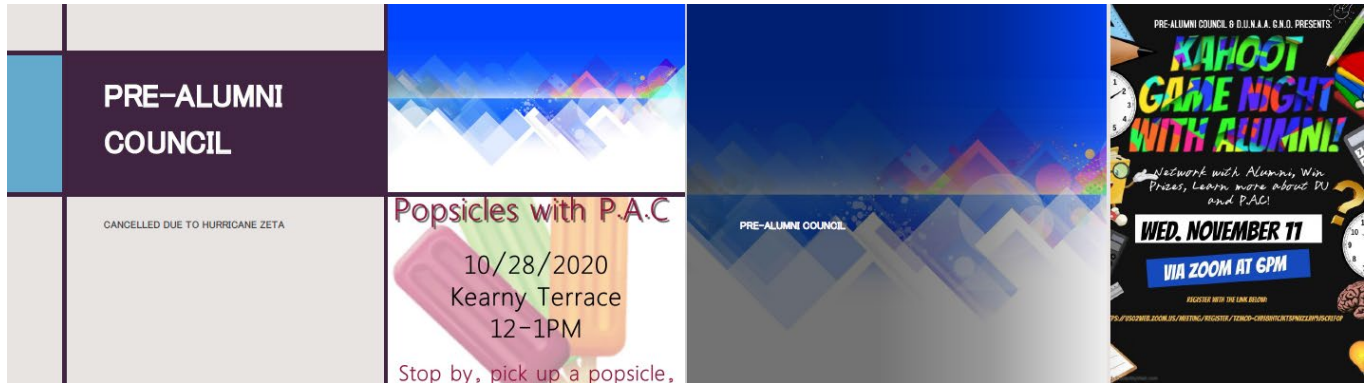 PRE-ALUMNI
COUNCIL
CANCELLED DUE TO HURRICANE ZETA
Popsicles with P.A.C
10/28/2020
Kearny Terrace
12-1PM
Stop by, pick up a popsicle,
PRE-ALUMNI COUNCIL
PRE-ALUMNI COUNCIL & D.U.N.A.A. G.N.O. PRESENTS:
KAHOOT
GAME NIGHT
WITH ALUMNI!
Network with Alumni, Win
Prizes, Learn more about DU
and P.A.C!
WED. NOVEMBER 11
VIA ZOOM AT 6PM
REGISTER WITH THE LINK BELOW: